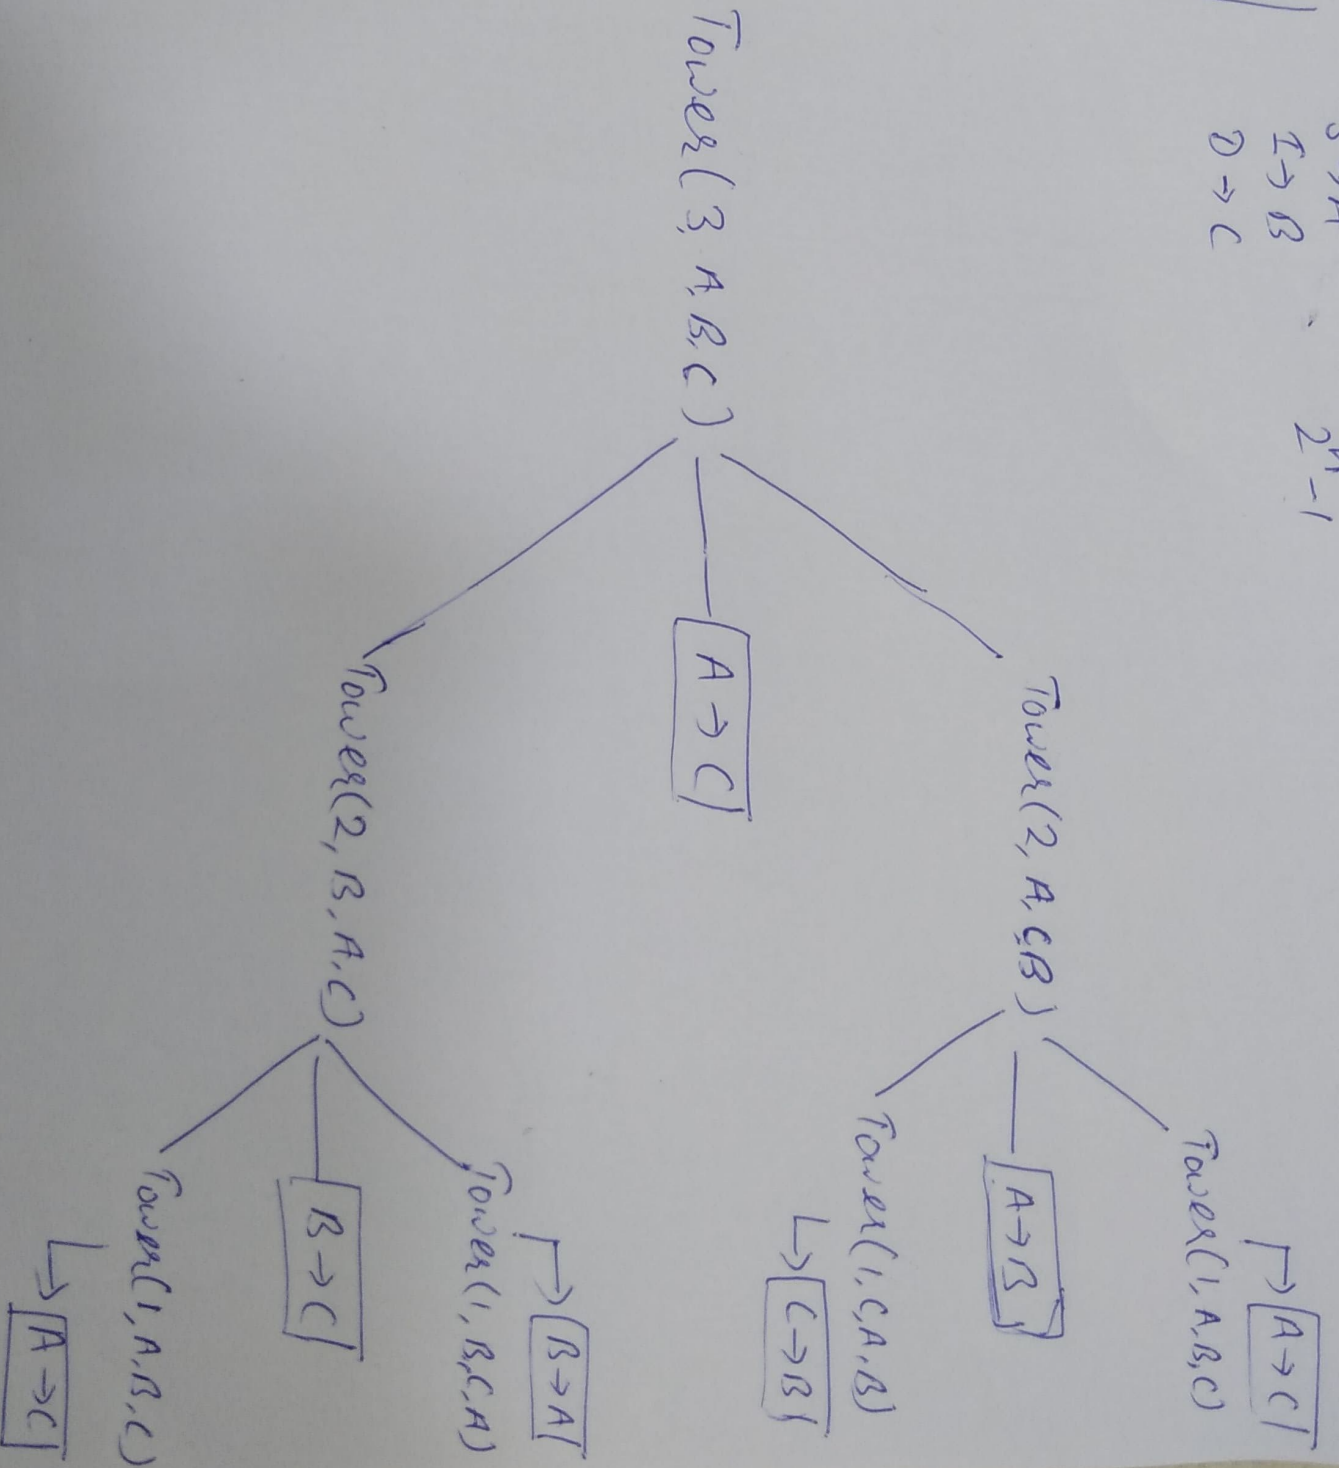 I → B
D → C
2ⁿ-1
Tower(1, A, B, C)
A → C
Tower(2, A, C, B)
A → B
Tower(1, C, A, B)
C → B
Tower(3, A, B, C)
A → C
Tower(1, B, C, A)
B → A
Tower(2, B, A, C)
B → C
Tower(1, A, B, C)
A → C